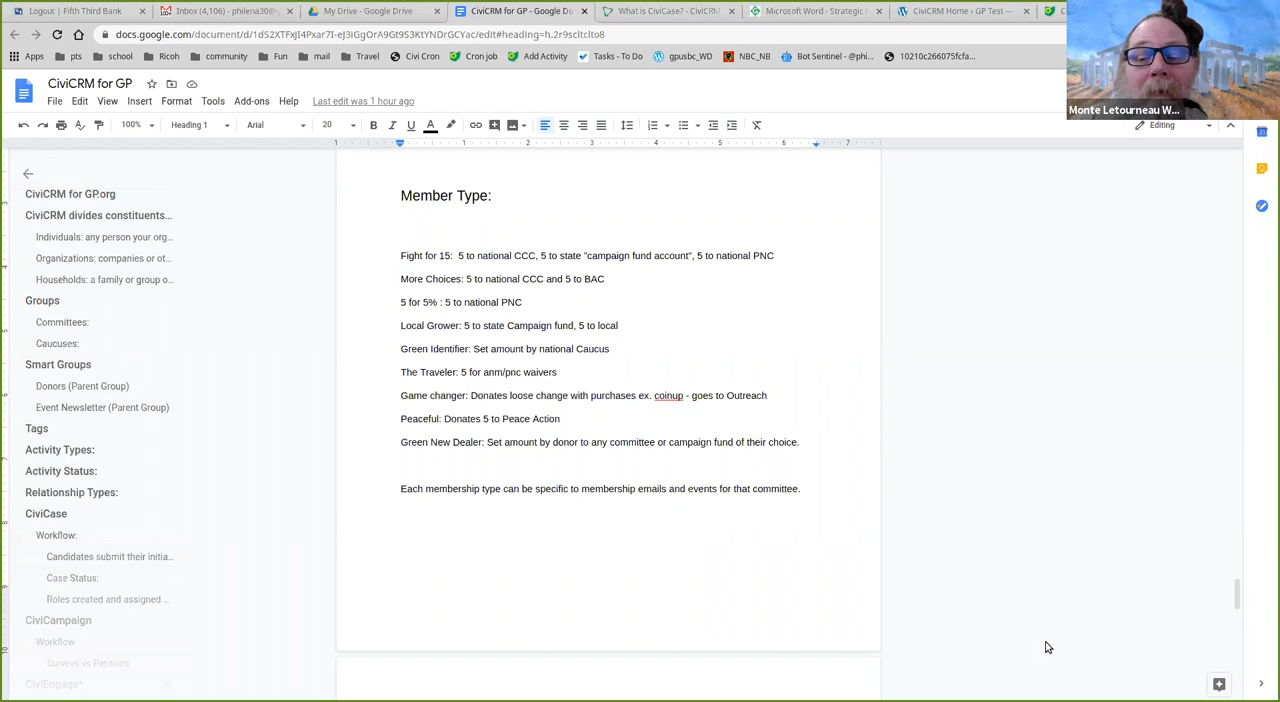 Logout | Fifth Third Bank
Inbox (4,106) - philena30@
My Drive - Google Drive
CiviCRM for GP - Google Do
What is CiviCase? - CiviCRM
Microsoft Word - Strategic
CiviCRM Home ‹ GP Test —
docs.google.com/document/d/1dS2XTFxJI4Pxar7I-eJ3iGgOrA9Gt9S3KtYNDrGCYac/edit#heading=h.2r9scltclto8
Apps pts school Ricoh community Fun mail Travel Civi Cron Cron job Add Activity Tasks - To Do gpusbc_WD NBC_NB Bot Sentinel - @phi... 10210c266075fcfa...
Monte Letourneau W...
CiviCRM for GP
File Edit View Insert Format Tools Add-ons Help Last edit was 1 hour ago
100% Heading 1 Arial 20 B I U A Editing
1 1 2 3 4 5 6 7
CiviCRM for GP.org
CiviCRM divides constituents...
Individuals: any person your org...
Organizations: companies or ot...
Households: a family or group o...
Groups
Committees:
Caucuses:
Smart Groups
Donors (Parent Group)
Event Newsletter (Parent Group)
Tags
Activity Types:
Activity Status:
Relationship Types:
CiviCase
Workflow:
Candidates submit their initia...
Case Status:
Roles created and assigned ...
CiviCampaign
Workflow
Surveys vs Petitions
CiviEngage*
Member Type:
Fight for 15: 5 to national CCC, 5 to state "campaign fund account", 5 to national PNC
More Choices: 5 to national CCC and 5 to BAC
5 for 5% : 5 to national PNC
Local Grower: 5 to state Campaign fund, 5 to local
Green Identifier: Set amount by national Caucus
The Traveler: 5 for anm/pnc waivers
Game changer: Donates loose change with purchases ex. coinup - goes to Outreach
Peaceful: Donates 5 to Peace Action
Green New Dealer: Set amount by donor to any committee or campaign fund of their choice.
Each membership type can be specific to membership emails and events for that committee.